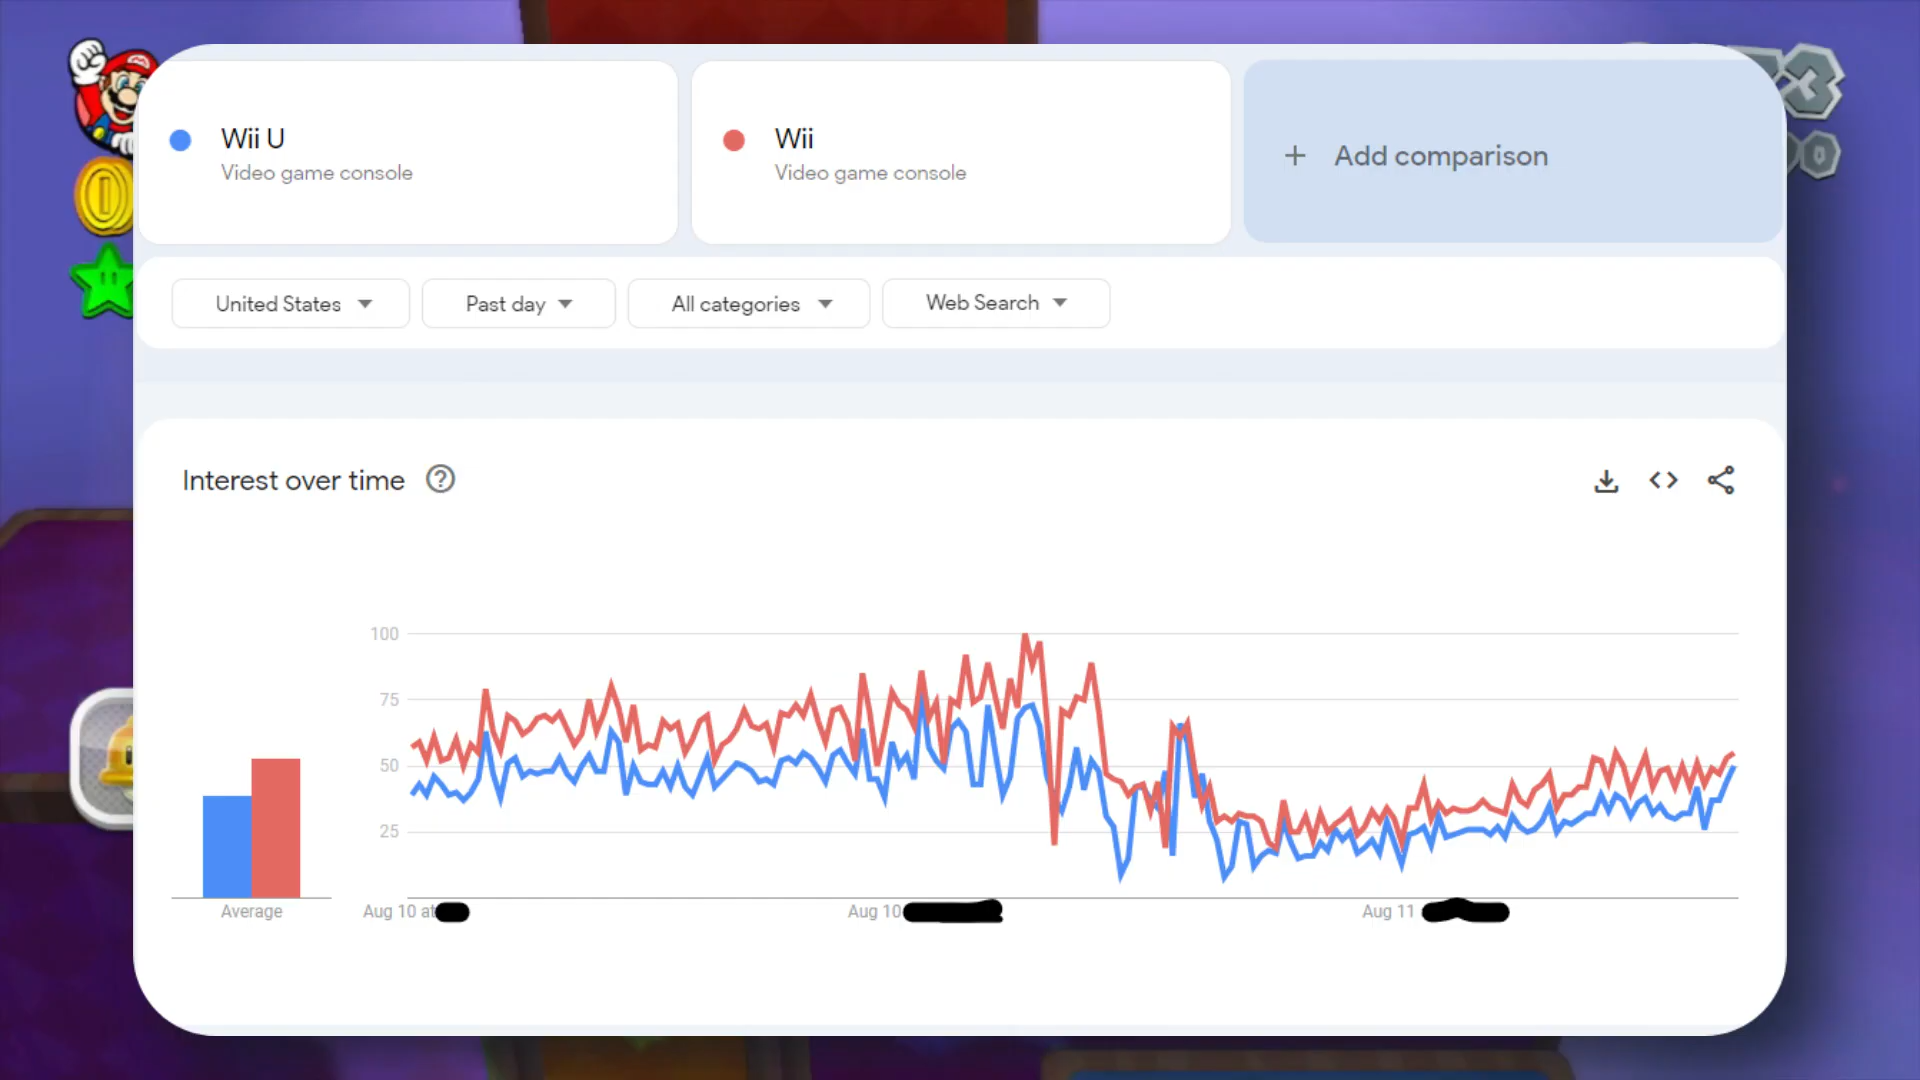 Wii U
Video game console
Wii
Video game console
+ Add comparison
United States
Past day
All categories
Web Search
Interest over time
100
75
50
25
Average
Aug 10 at
Aug 10
Aug 11